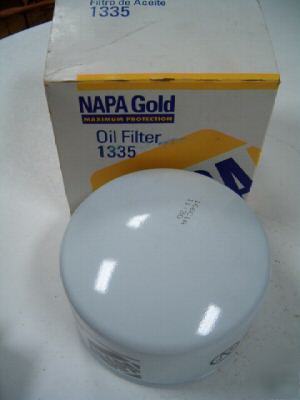 Filtro de Aceite
1335
NAPA Gold
MAXIMUM PROTECTION
Oil Filter
1335